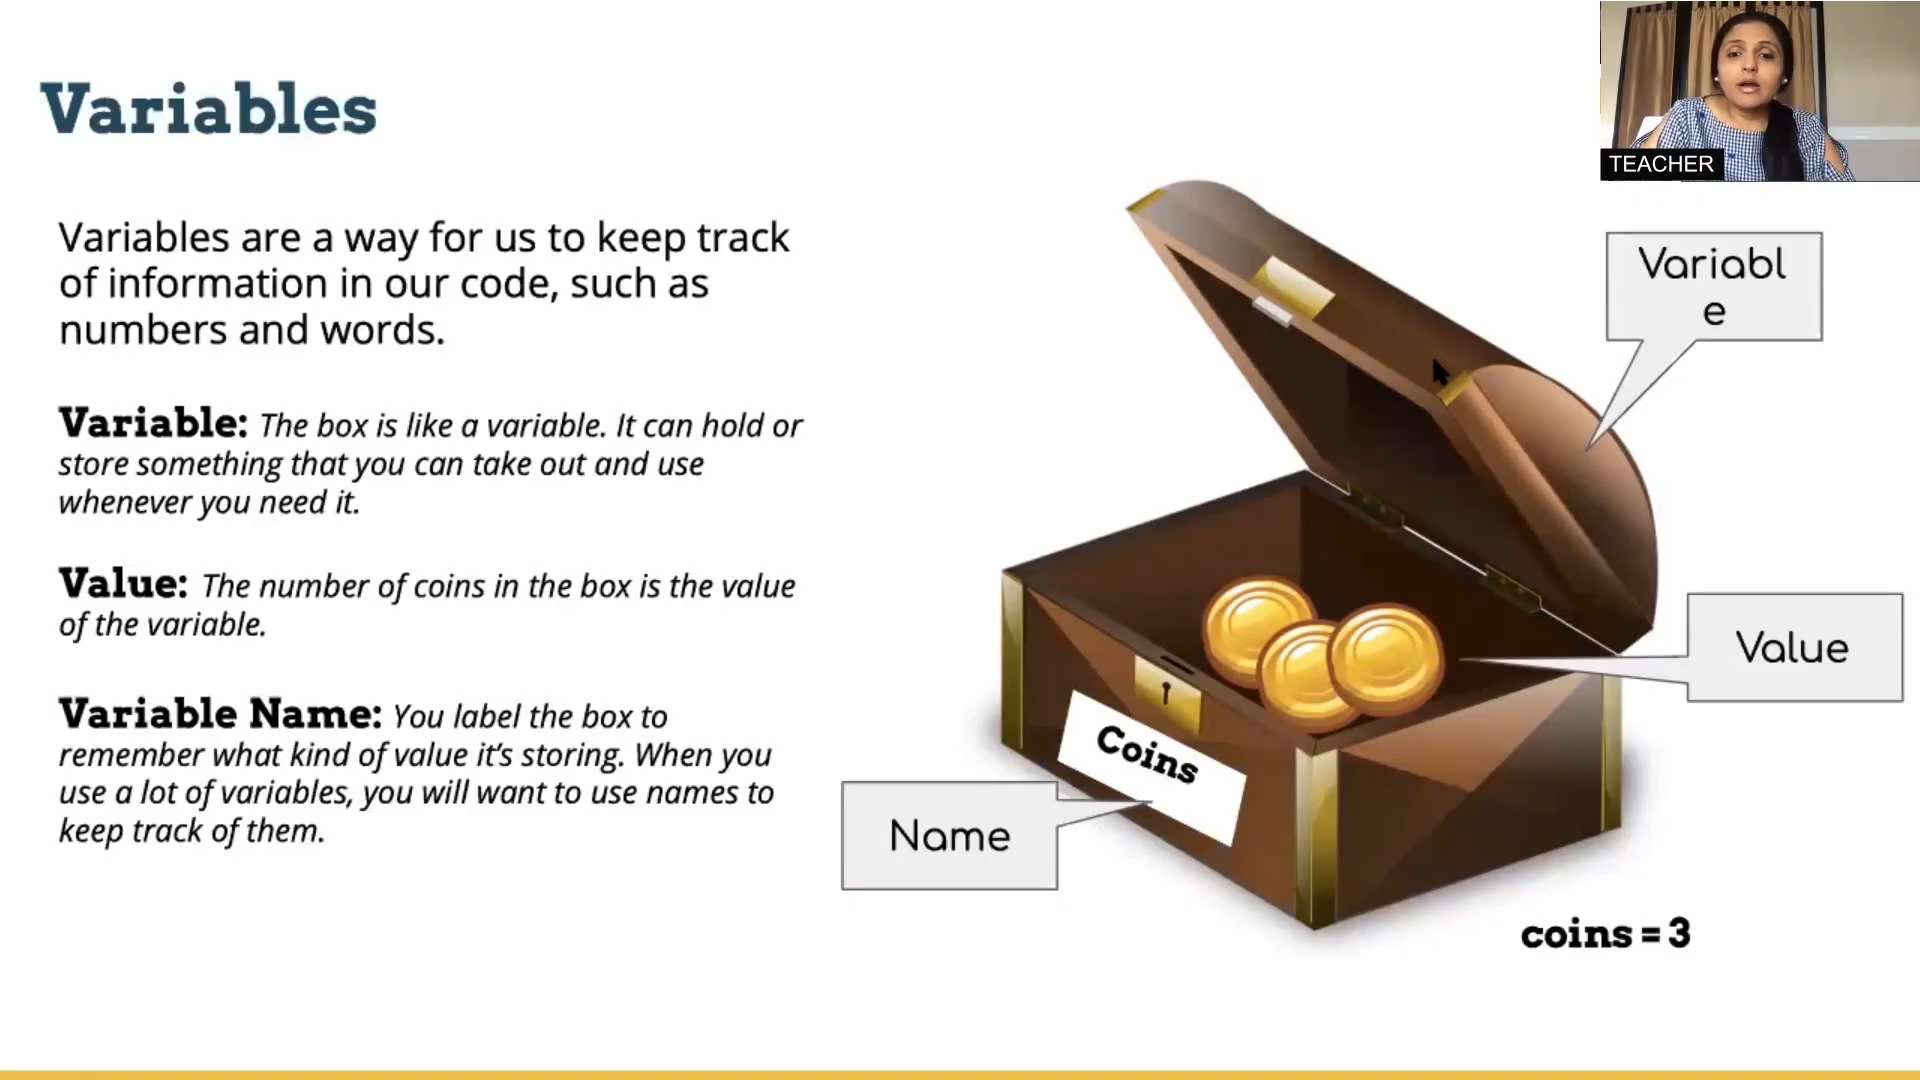 Variables
TEACHER
Variables are a way for us to keep track
of information in our code, such as
numbers and words.
Variable: The box is like a variable. It can hold or
store something that you can take out and use
whenever you need it.
Value: The number of coins in the box is the value
of the variable.
Variable Name: You label the box to
remember what kind of value it's storing. When you
use a lot of variables, you will want to use names to
keep track of them.
Variabl
e
Value
Coins
Name
coins = 3